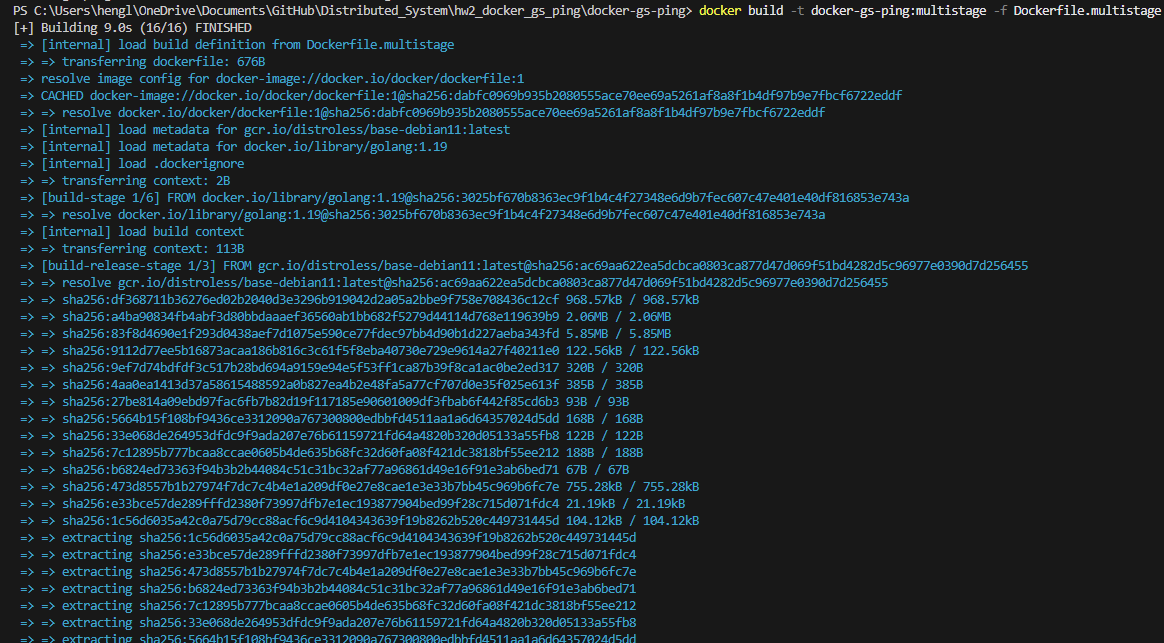 PS C:\Users\hengl\OneDrive\Documents\GitHub\Distributed_System\hw2_docker_gs_ping\docker-gs-ping> docker build -t docker-gs-ping:multistage -f Dockerfile.multistage
[+] Building 9.0s (16/16) FINISHED
=> [internal] load build definition from Dockerfile.multistage
=> => transferring dockerfile: 676B
=> resolve image config for docker-image://docker.io/docker/dockerfile:1
=> CACHED docker-image://docker.io/docker/dockerfile:1@sha256:dabfc0969b935b2080555ace70ee69a5261af8a8f1b4df97b9e7fbcf6722eddf
=> => resolve docker.io/docker/dockerfile:1@sha256:dabfc0969b935b2080555ace70ee69a5261af8a8f1b4df97b9e7fbcf6722eddf
=> [internal] load metadata for gcr.io/distroless/base-debian11:latest
=> [internal] load metadata for docker.io/library/golang:1.19
=> [internal] load .dockerignore
=> => transferring context: 2B
=> [build-stage 1/6] FROM docker.io/library/golang:1.19@sha256:3025bf670b8363ec9f1b4c4f27348e6d9b7fec607c47e401e40df816853e743a
=> => resolve docker.io/library/golang:1.19@sha256:3025bf670b8363ec9f1b4c4f27348e6d9b7fec607c47e401e40df816853e743a
=> [internal] load build context
=> => transferring context: 113B
=> [build-release-stage 1/3] FROM gcr.io/distroless/base-debian11:latest@sha256:ac69aa622ea5dcbca0803ca877d47d069f51bd4282d5c96977e0390d7d256455
=> => resolve gcr.io/distroless/base-debian11:latest@sha256:ac69aa622ea5dcbca0803ca877d47d069f51bd4282d5c96977e0390d7d256455
=> => sha256:df368711b36276ed02b2040d3e3296b919042d2a05a2bbe9f758e708436c12cf 968.57kB / 968.57kB
=> => sha256:a4ba90834fb4abf3d80bbdaaaef36560ab1bb682f5279d44114d768e119639b9 2.06MB / 2.06MB
=> => sha256:83f8d4690e1f293d0438aef7d1075e590ce77fdec97bb4d90b1d227aeba343fd 5.85MB / 5.85MB
=> => sha256:9112d77ee5b16873acaa186b816c3c61f5f8eba40730e729e9614a27f40211e0 122.56kB / 122.56kB
=> => sha256:9ef7d74bdfdf3c517b28bd694a9159e94e5f53ff1ca87b39f8ca1ac0be2ed317 320B / 320B
=> => sha256:4aa0ea1413d37a58615488592a0b827ea4b2e48fa5a77cf707d0e35f025e613f 385B / 385B
=> => sha256:27be814a09ebd97fac6fb7b82d19f117185e90601009df3fbab6f442f85cd6b3 93B / 93B
=> => sha256:5664b15f108bf9436ce3312090a767300800edbbfd4511aa1a6d64357024d5dd 168B / 168B
=> => sha256:33e068de264953dfdc9f9ada207e76b61159721fd64a4820b320d05133a55fb8 122B / 122B
=> => sha256:7c12895b777bcaa8ccae0605b4de635b68fc32d60fa08f421dc3818bf55ee212 188B / 188B
=> => sha256:b6824ed73363f94b3b2b44084c51c31bc32af77a96861d49e16f91e3ab6bed71 67B / 67B
=> => sha256:473d8557b1b27974f7dc7c4b4e1a209df0e27e8cae1e3e33b7bb45c969b6fc7e 755.28kB / 755.28kB
=> => sha256:e33bce57de289fffd2380f73997dfb7e1ec193877904bed99f28c715d071fdc4 21.19kB / 21.19kB
=> => sha256:1c56d6035a42c0a75d79cc88acf6c9d4104343639f19b8262b520c449731445d 104.12kB / 104.12kB
=> => extracting sha256:1c56d6035a42c0a75d79cc88acf6c9d4104343639f19b8262b520c449731445d
=> => extracting sha256:e33bce57de289fffd2380f73997dfb7e1ec193877904bed99f28c715d071fdc4
=> => extracting sha256:473d8557b1b27974f7dc7c4b4e1a209df0e27e8cae1e3e33b7bb45c969b6fc7e
=> => extracting sha256:b6824ed73363f94b3b2b44084c51c31bc32af77a96861d49e16f91e3ab6bed71
=> => extracting sha256:7c12895b777bcaa8ccae0605b4de635b68fc32d60fa08f421dc3818bf55ee212
=> => extracting sha256:33e068de264953dfdc9f9ada207e76b61159721fd64a4820b320d05133a55fb8
=> => extracting sha256:5664b15f108bf9436ce3312090a767300800edbbfd4511aa1a6d64357024d5dd